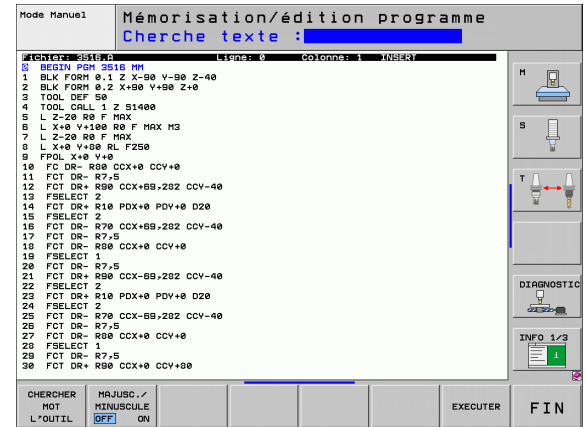 Mode Manuel
Mémorisation/édition programme
Cherche texte :
Fichier: 3516.A Ligne: 0 Colonne: 1 INSERT
0 BEGIN PGM 3516 MM
1 BLK FORM 0.1 Z X-90 Y-90 Z-40
2 BLK FORM 0.2 X+90 Y+90 Z+0
3 TOOL DEF 50
4 TOOL CALL 1 Z S1400
5 L Z-20 R0 F MAX
6 L X+0 Y+100 R0 F MAX M3
7 L Z-20 R0 F MAX
8 L X+0 Y+80 RL F250
9 FPOL X+0 Y+0
10 FC DR- R80 CCX+0 CCY+0
11 FCT DR- R7,5
12 FCT DR+ R90 CCX+69,282 CCY-40
13 FSELECT 2
14 FCT DR+ R10 PDX+0 PDY+0 D20
15 FSELECT 2
16 FCT DR- R70 CCX+69,282 CCY-40
17 FCT DR- R7,5
18 FCT DR- R80 CCX+0 CCY+0
19 FSELECT 1
20 FCT DR- R7,5
21 FCT DR+ R90 CCX-69,282 CCY-40
22 FSELECT 2
23 FCT DR+ R10 PDX+0 PDY+0 D20
24 FSELECT 2
25 FCT DR- R70 CCX-69,282 CCY-40
26 FCT DR- R7,5
27 FCT DR- R80 CCX+0 CCY+0
28 FSELECT 1
29 FCT DR- R7,5
30 FCT DR+ R90 CCX+0 CCY+80
M
S
T
DIAGNOSTIC
INFO 1/3
i
CHERCHER
MOT
L'OUTIL
MAJUSC./
MINUSCULE
OFF ON
EXECUTER
FIN